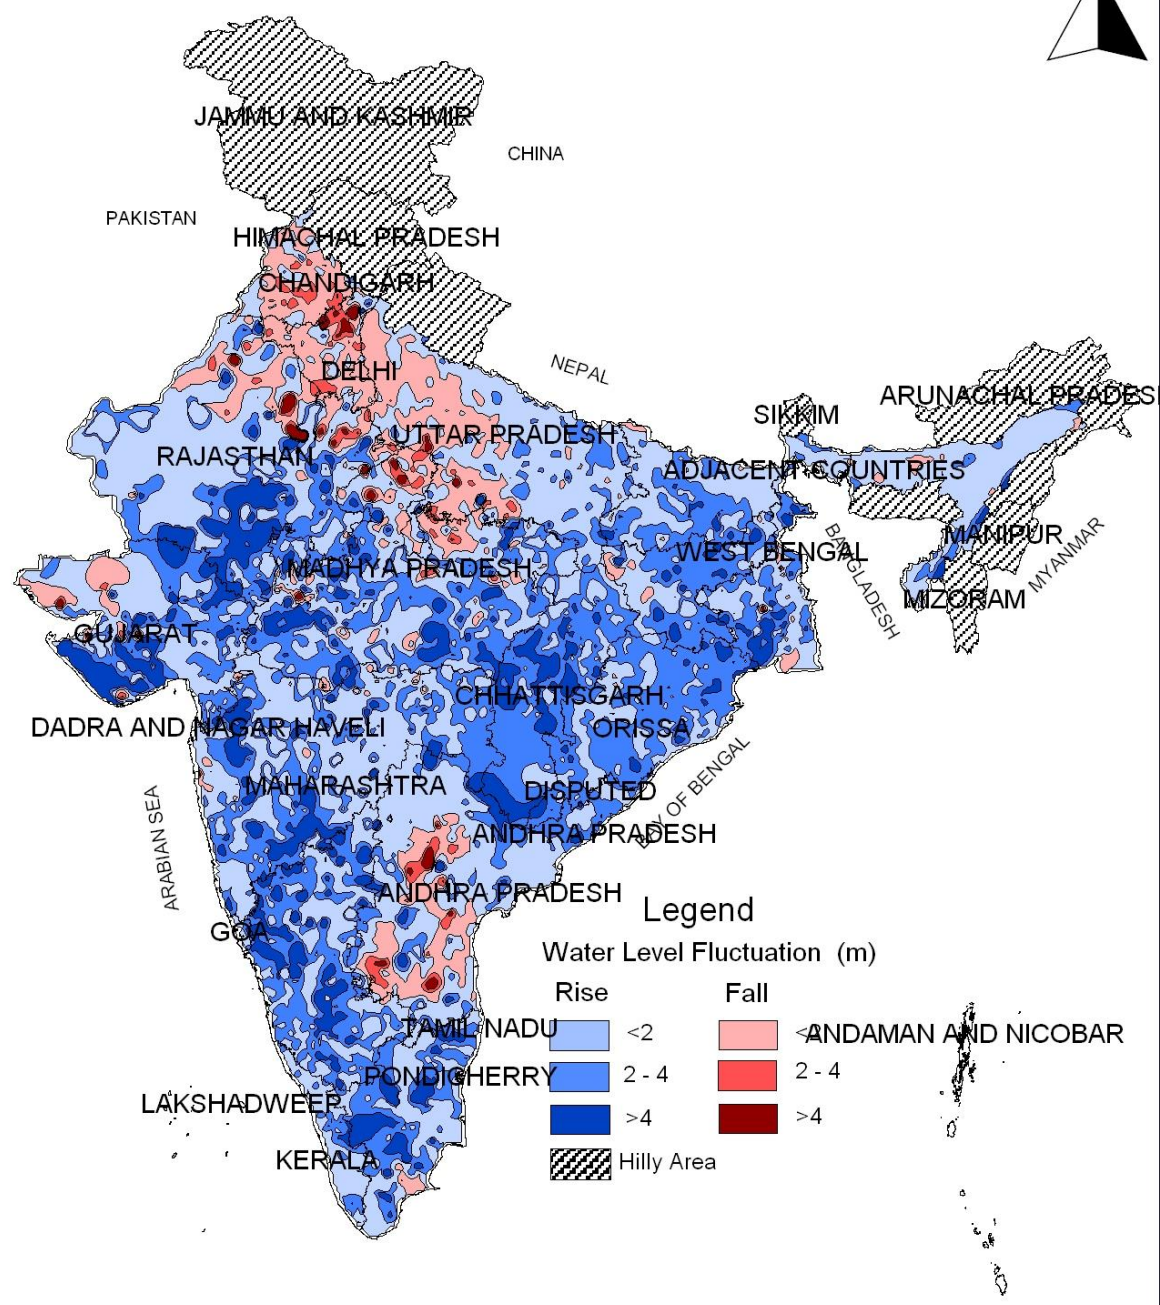 JAMMU AND KASHMIR
CHINA
PAKISTAN
HIMACHAL PRADESH
CHANDIGARH
NEPAL
DELHI
ARUNACHAL PRADESH
SIKKIM
UTTAR PRADESH
RAJASTHAN
ADJACENT COUNTRIES
MANIPUR
WEST BENGAL
BANGLADESH
MYANMAR
MADHYA PRADESH
MIZORAM
GUJARAT
CHHATTISGARH
DADRA AND NAGAR HAVELI
ORISSA
MAHARASHTRA
DISPUTED
BAY OF BENGAL
ARABIAN SEA
ANDHRA PRADESH
ANDHRA PRADESH
GOA
Legend
Water Level Fluctuation (m)
Rise Fall
TAMIL NADU <2 <2 ANDAMAN AND NICOBAR
PONDICHERRY 2 - 4 2 - 4
LAKSHADWEEP >4 >4
KERALA Hilly Area